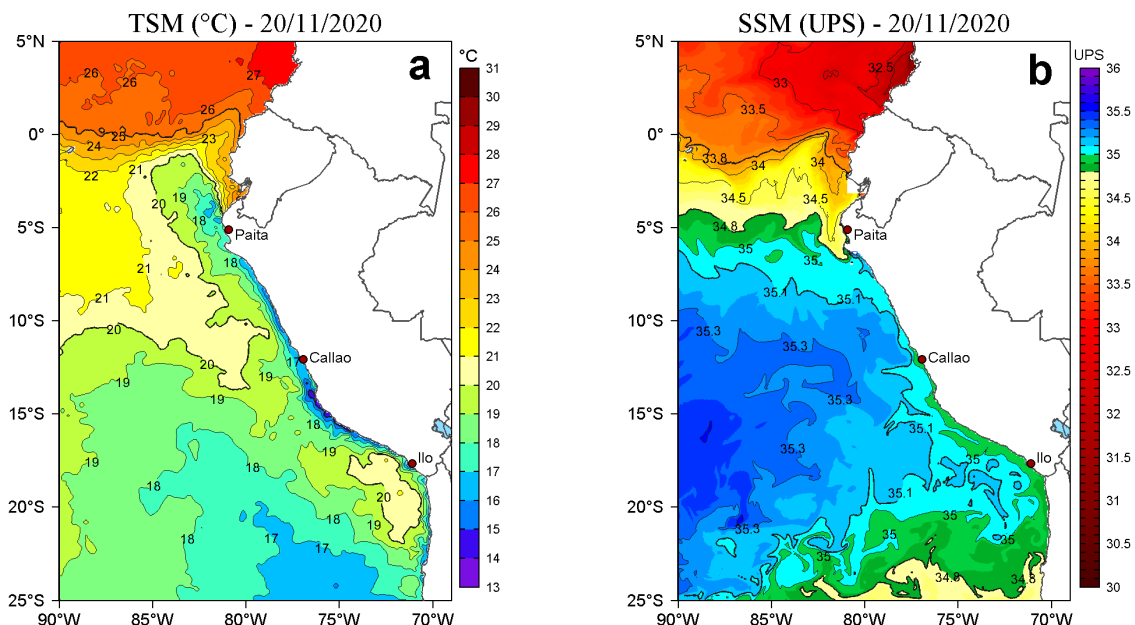 TSM (°C) - 20/11/2020
5°N
0°
5°S
10°S
15°S
20°S
25°S
90°W
85°W
80°W
75°W
70°W
a
26
26
27
26
25
24
23
22
21
20
19
18
21
18
21
20
20
19
17
19
19
18
19
19
18
18
20
19
18
18
17
17
Paita
Callao
Ilo
°C
31
30
29
28
27
26
25
24
23
22
21
20
19
18
17
16
15
14
13
SSM (UPS) - 20/11/2020
5°N
0°
5°S
10°S
15°S
20°S
25°S
90°W
85°W
80°W
75°W
70°W
b
32.5
33
33.5
33.8
34
34
34.5
34.5
34.8
35
35
35.1
35.1
35.3
35.3
35.3
35.1
35.3
35
35.1
35
35.3
35
35
35
34.8
34.8
Paita
Callao
Ilo
UPS
36
35.5
35
34.5
34
33.5
33
32.5
32
31.5
31
30.5
30